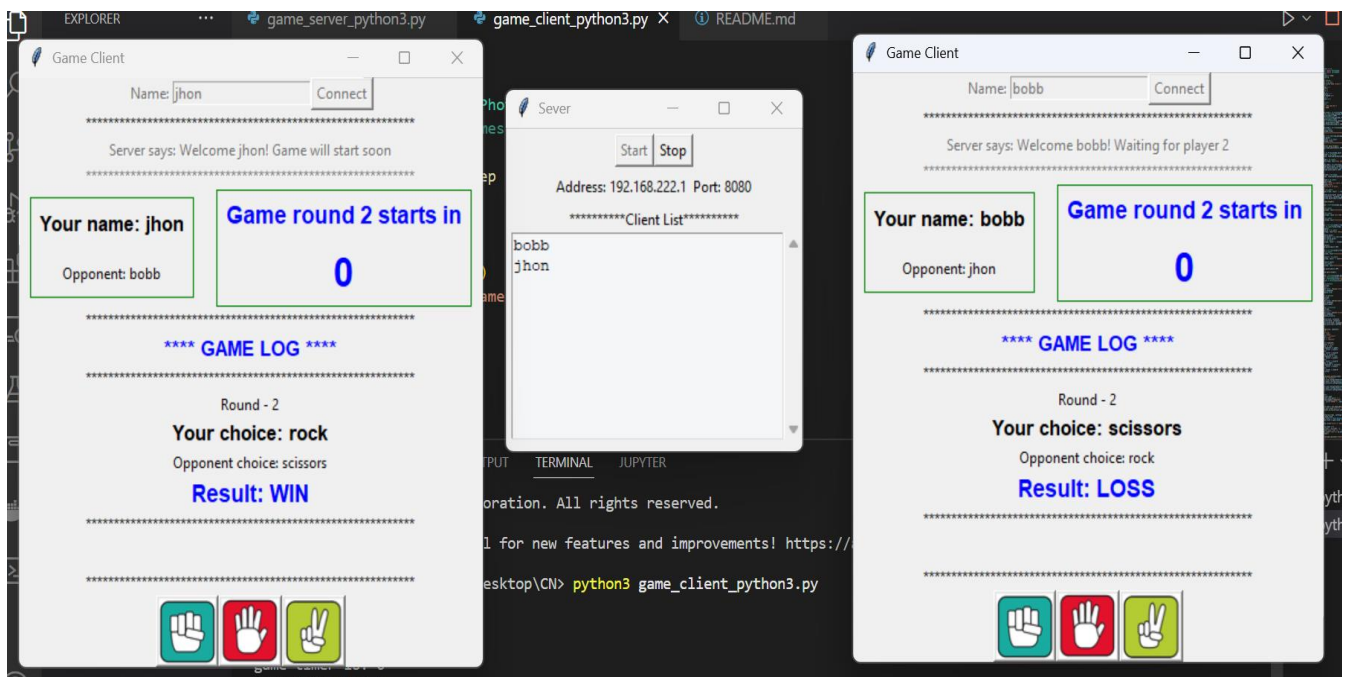 EXPLORER ··· game_server_python3.py game_client_python3.py × README.md
Game Client
Name: jhon Connect
**********************************************************
Server says: Welcome jhon! Game will start soon
**********************************************************
Your name: jhon
Opponent: bobb
Game round 2 starts in
0
**********************************************************
**** GAME LOG ****
**********************************************************
Round - 2
Your choice: rock
Opponent choice: scissors
Result: WIN
**********************************************************
**********************************************************
Sever
Start Stop
Address: 192.168.222.1 Port: 8080
**********Client List**********
bobb
jhon
Game Client
Name: bobb Connect
**********************************************************
Server says: Welcome bobb! Waiting for player 2
**********************************************************
Your name: bobb
Opponent: jhon
Game round 2 starts in
0
**********************************************************
**** GAME LOG ****
**********************************************************
Round - 2
Your choice: scissors
Opponent choice: rock
Result: LOSS
**********************************************************
**********************************************************
TERMINAL JUPYTER
oration. All rights reserved.
l for new features and improvements! https://
esktop\CN> python3 game_client_python3.py